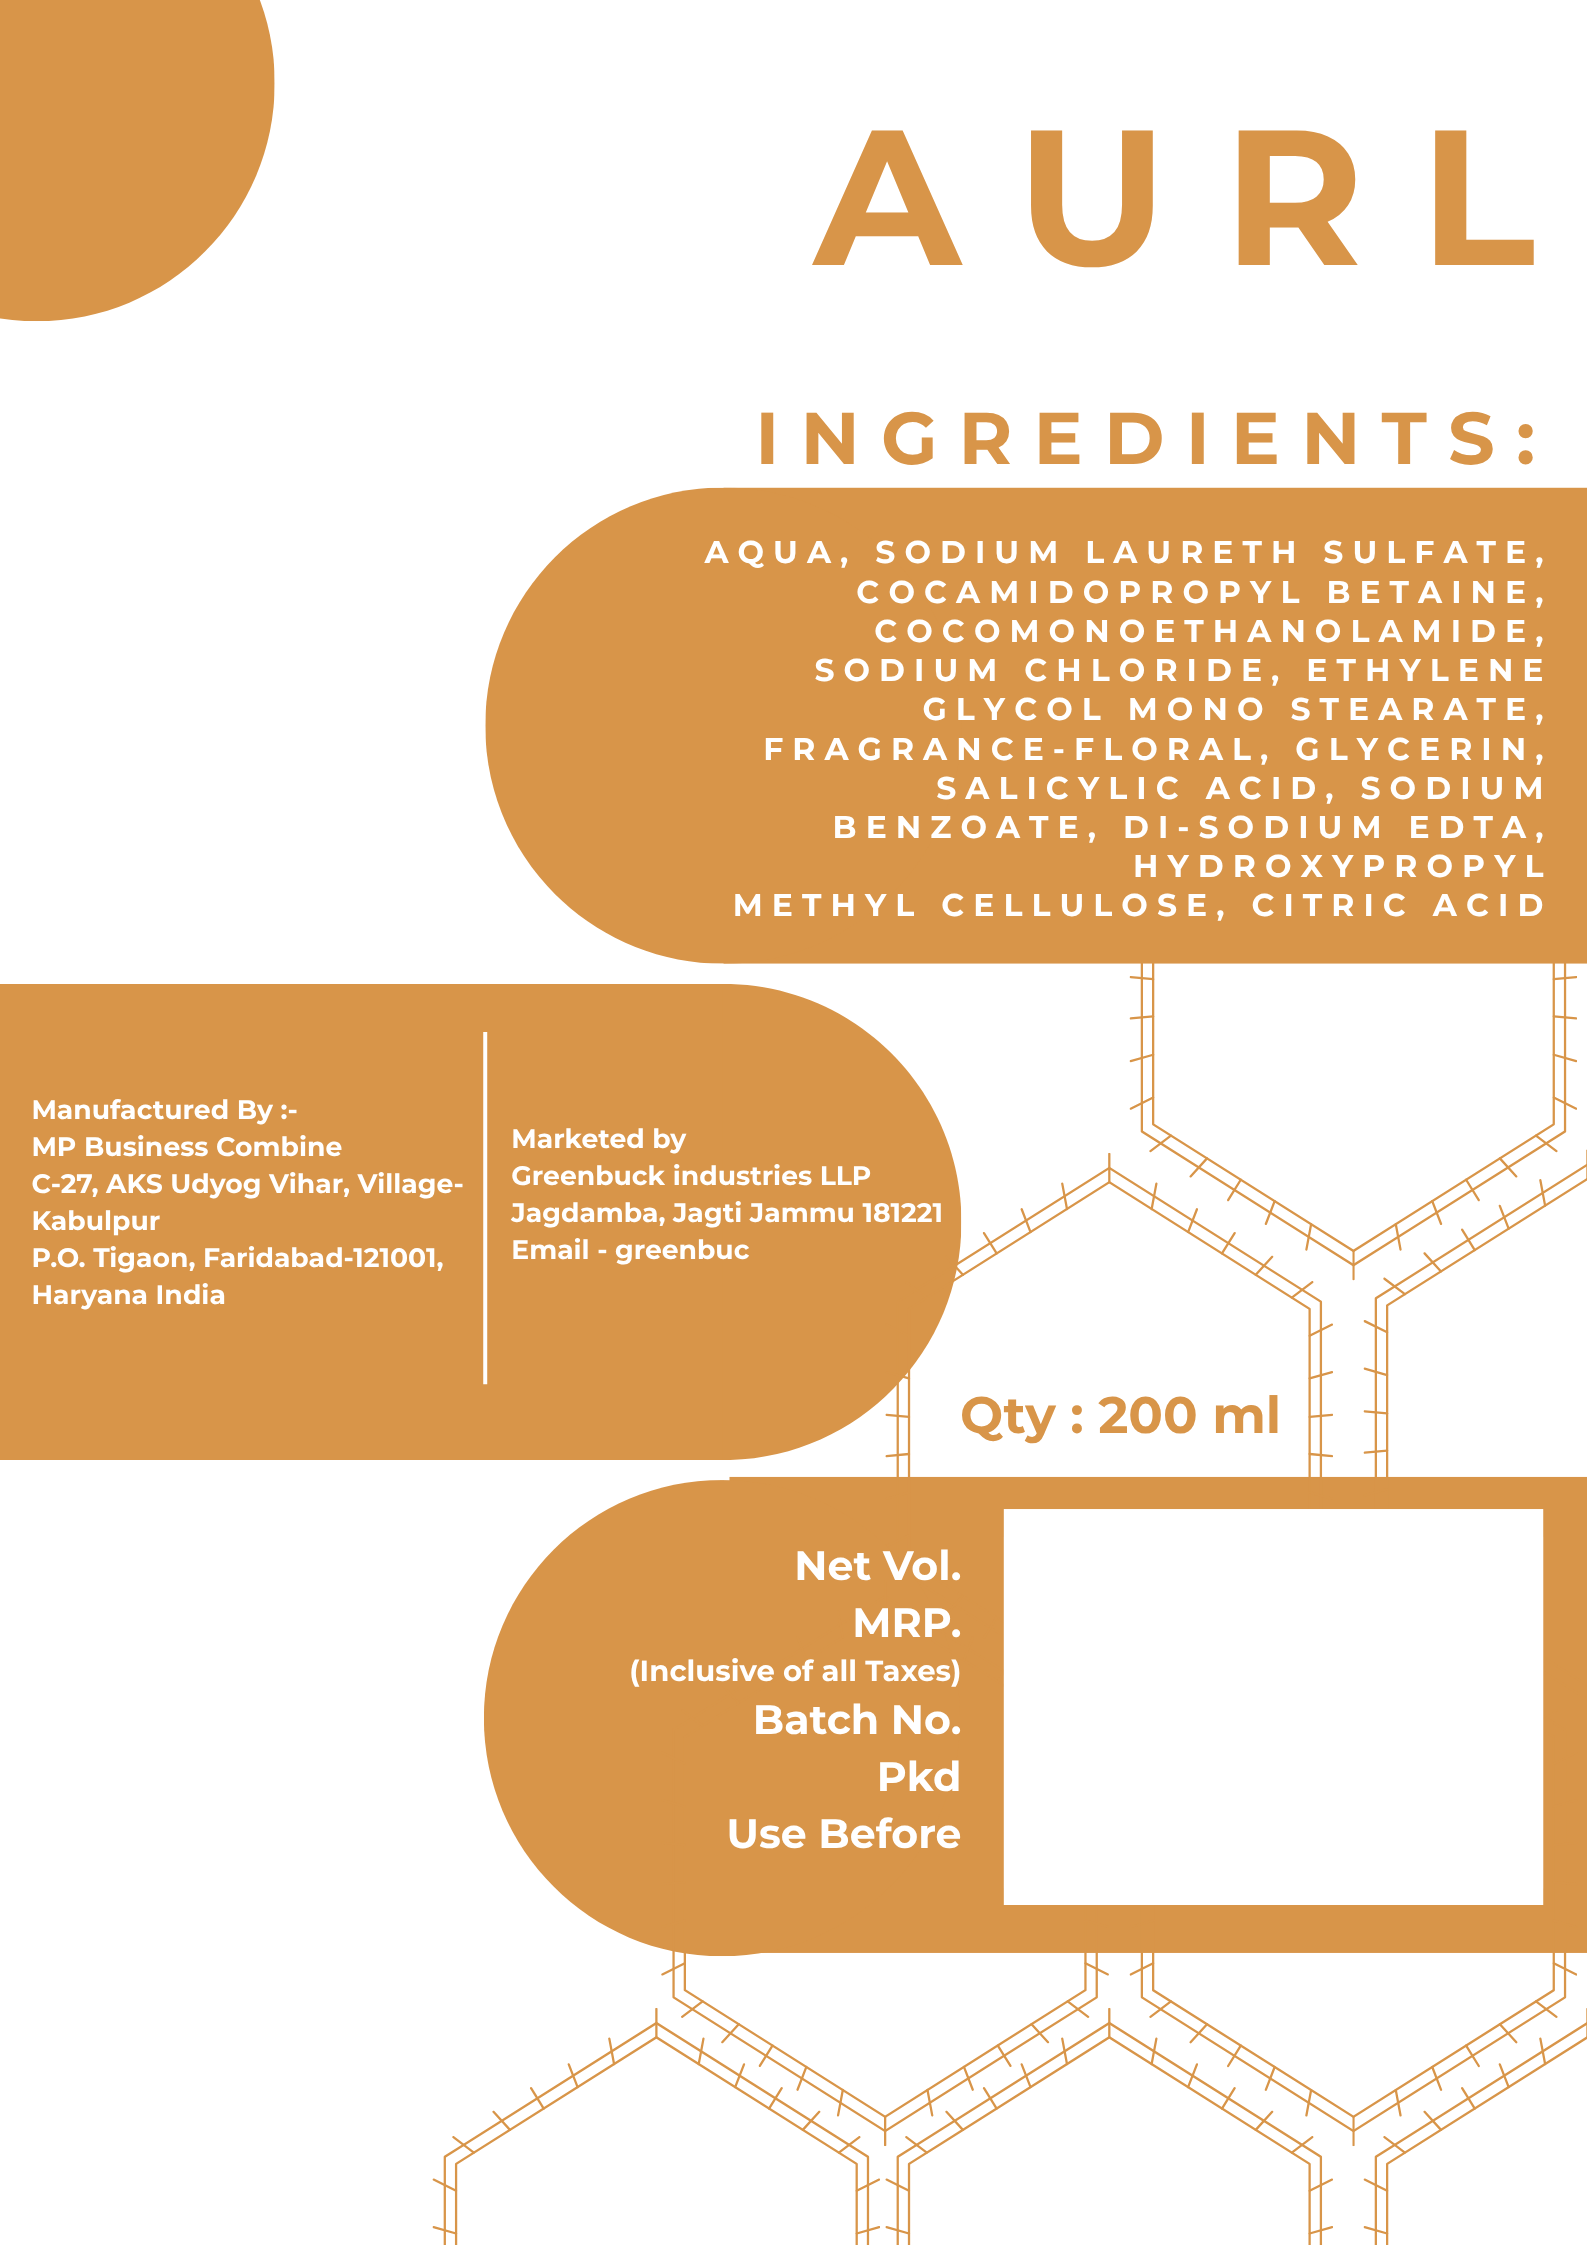 AURL
INGREDIENTS:
AQUA, SODIUM LAURETH SULFATE,
COCAMIDOPROPYL BETAINE,
COCOMONOETHANOLAMIDE,
SODIUM CHLORIDE, ETHYLENE
GLYCOL MONO STEARATE,
FRAGRANCE-FLORAL, GLYCERIN,
SALICYLIC ACID, SODIUM
BENZOATE, DI-SODIUM EDTA,
HYDROXYPROPYL
METHYL CELLULOSE, CITRIC ACID
Manufactured By :-
MP Business Combine
C-27, AKS Udyog Vihar, Village-
Kabulpur
P.O. Tigaon, Faridabad-121001,
Haryana India
Marketed by
Greenbuck industries LLP
Jagdamba, Jagti Jammu 181221
Email - greenbuc
Qty : 200 ml
Net Vol.
MRP.
(Inclusive of all Taxes)
Batch No.
Pkd
Use Before